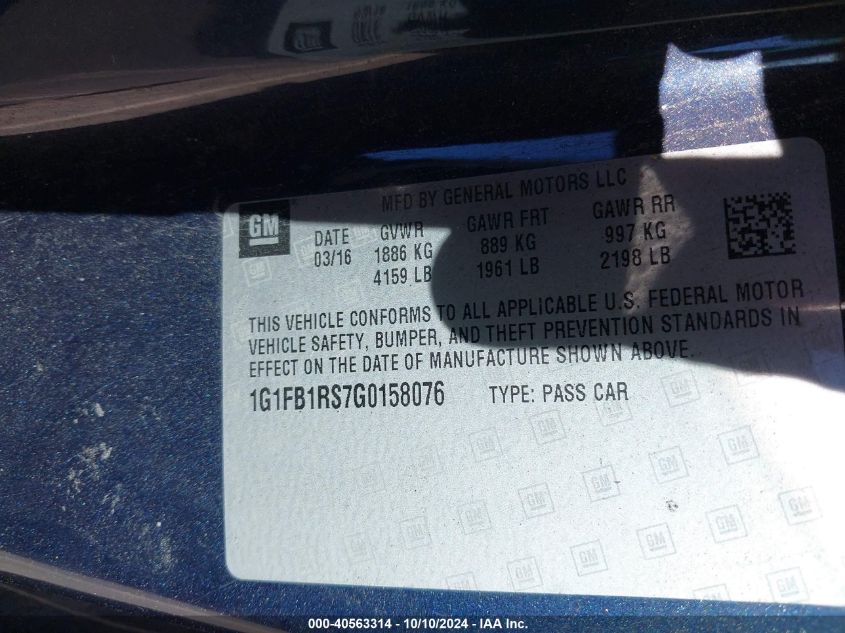 MFD BY GENERAL MOTORS LLC
GM
DATE GVWR GAWR FRT GAWR RR
03/16 1886 KG 889 KG 997 KG
4159 LB 1961 LB 2198 LB
THIS VEHICLE CONFORMS TO ALL APPLICABLE U.S. FEDERAL MOTOR
VEHICLE SAFETY, BUMPER, AND THEFT PREVENTION STANDARDS IN
EFFECT ON THE DATE OF MANUFACTURE SHOWN ABOVE.
1G1FB1RS7G0158076 TYPE: PASS CAR
000-40563314 - 10/10/2024 - IAA Inc.